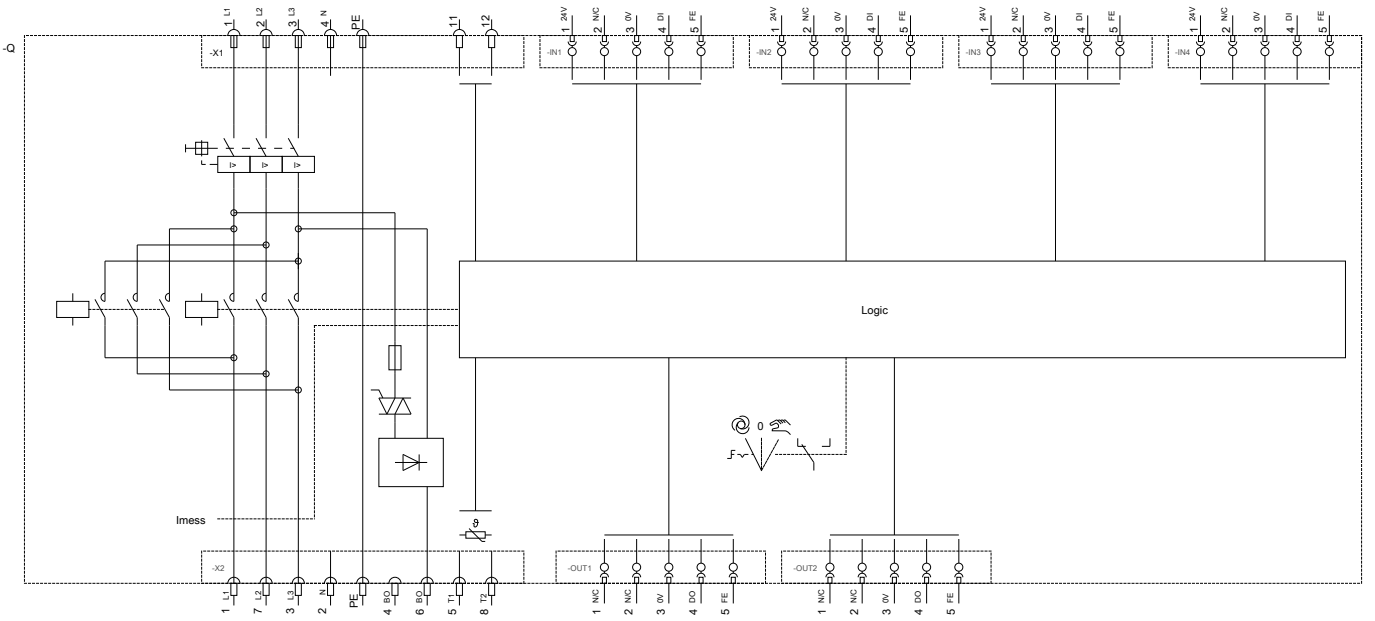 -Q
-X1
1 L1
2 L2
3 L3
4 N
PE
11
12
-IN1
1 24V
2 N/C
3 0V
4 DI
5 FE
-IN2
1 24V
2 N/C
3 0V
4 DI
5 FE
-IN3
1 24V
2 N/C
3 0V
4 DI
5 FE
-IN4
1 24V
2 N/C
3 0V
4 DI
5 FE
I> I> I>
Logic
0
Imess
ϑ
-X2
1 L1
7 L2
3 L3
2 N
PE
4 BO
6 BO
5 T1
8 T2
-OUT1
1 N/C
2 N/C
3 0V
4 DO
5 FE
-OUT2
1 N/C
2 N/C
3 0V
4 DO
5 FE